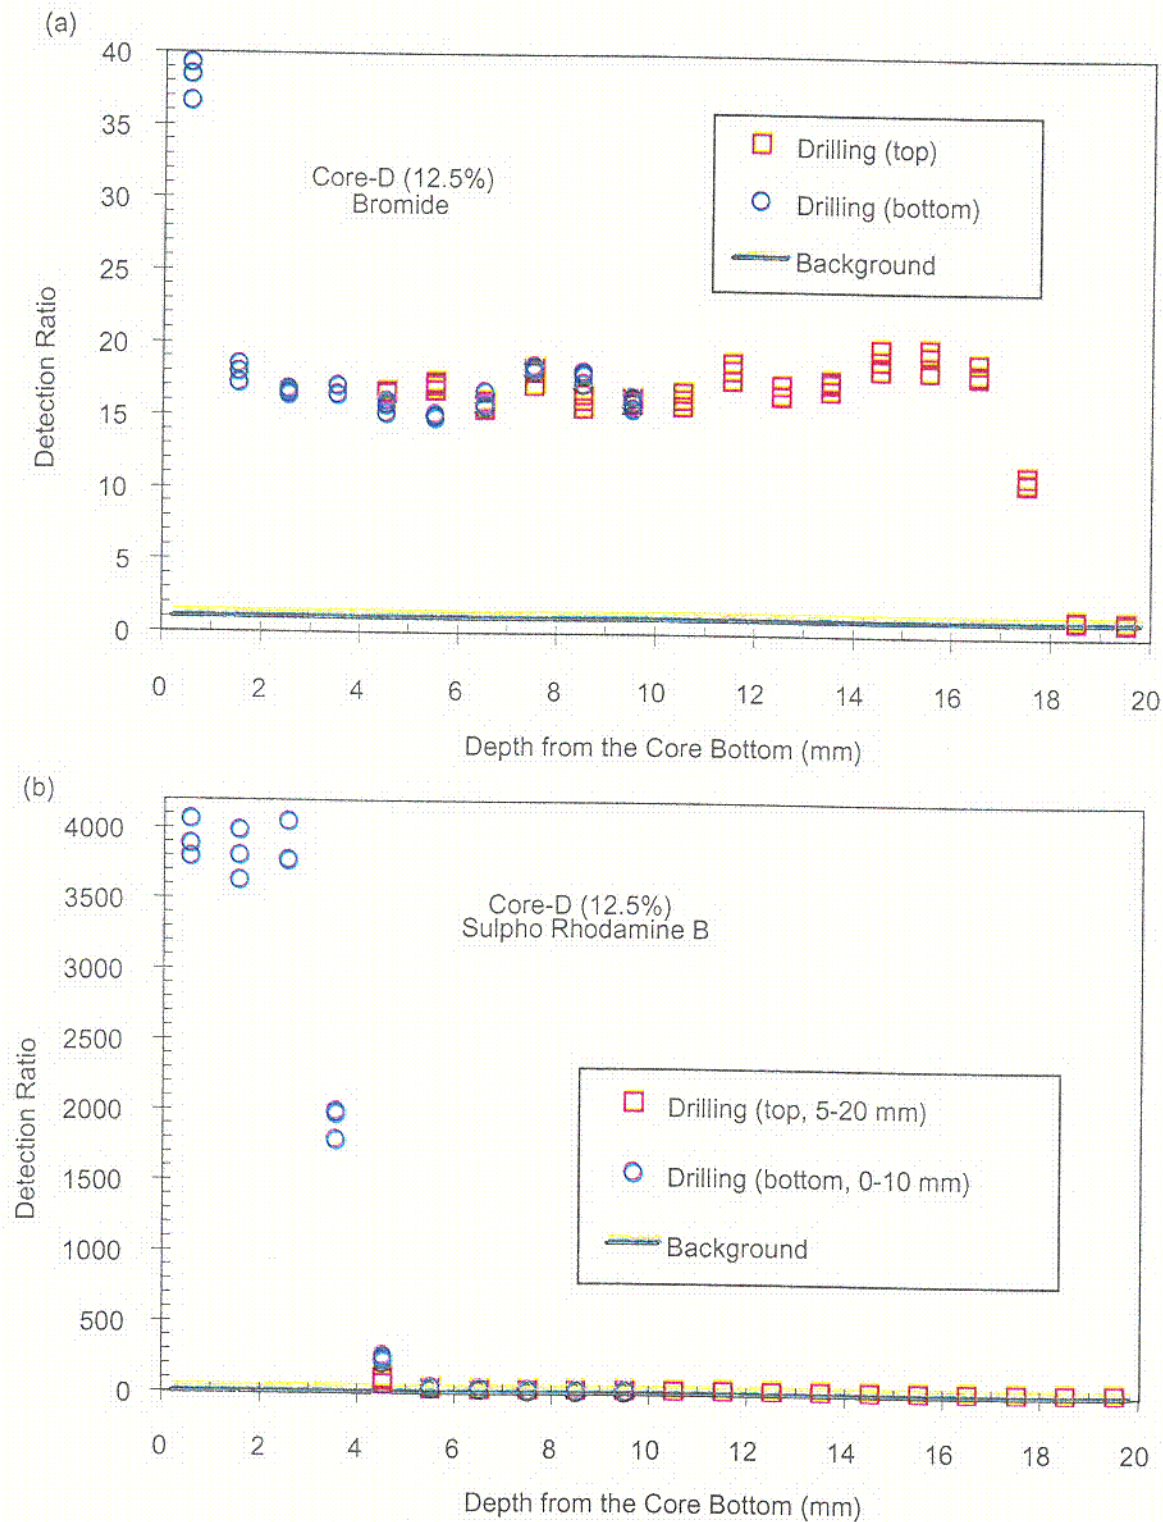 (a)
40
35
30
25
20
15
10
5
0
Detection Ratio
Core-D (12.5%)
Bromide
Drilling (top)
Drilling (bottom)
Background
0 2 4 6 8 10 12 14 16 18 20
Depth from the Core Bottom (mm)
(b)
4000
3500
3000
2500
2000
1500
1000
500
0
Detection Ratio
Core-D (12.5%)
Sulpho Rhodamine B
Drilling (top, 5-20 mm)
Drilling (bottom, 0-10 mm)
Background
0 2 4 6 8 10 12 14 16 18 20
Depth from the Core Bottom (mm)